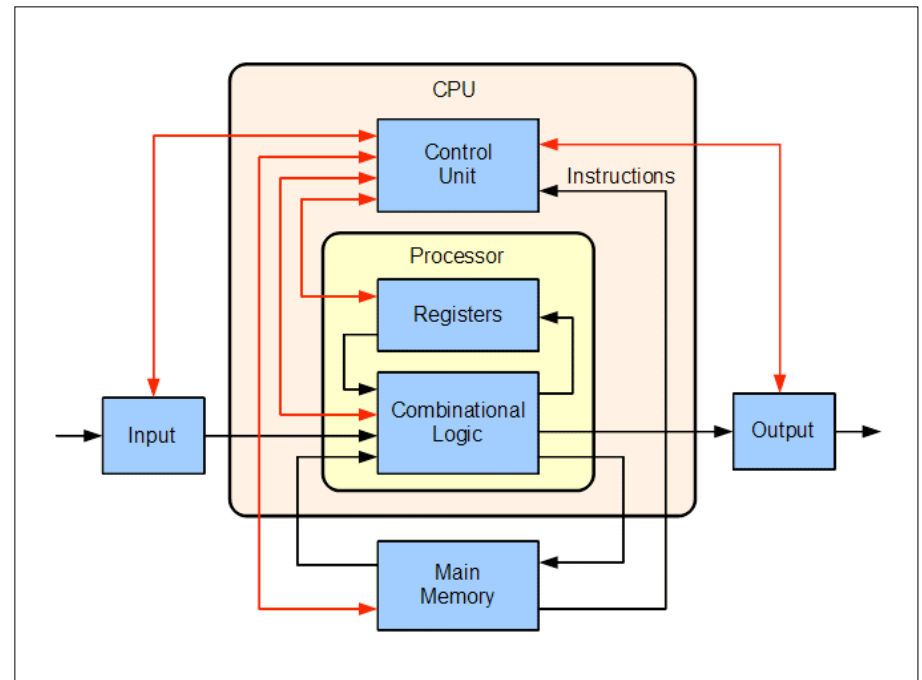 CPU
Control
Unit
Instructions
Processor
Registers
Combinational
Logic
Input
Output
Main
Memory